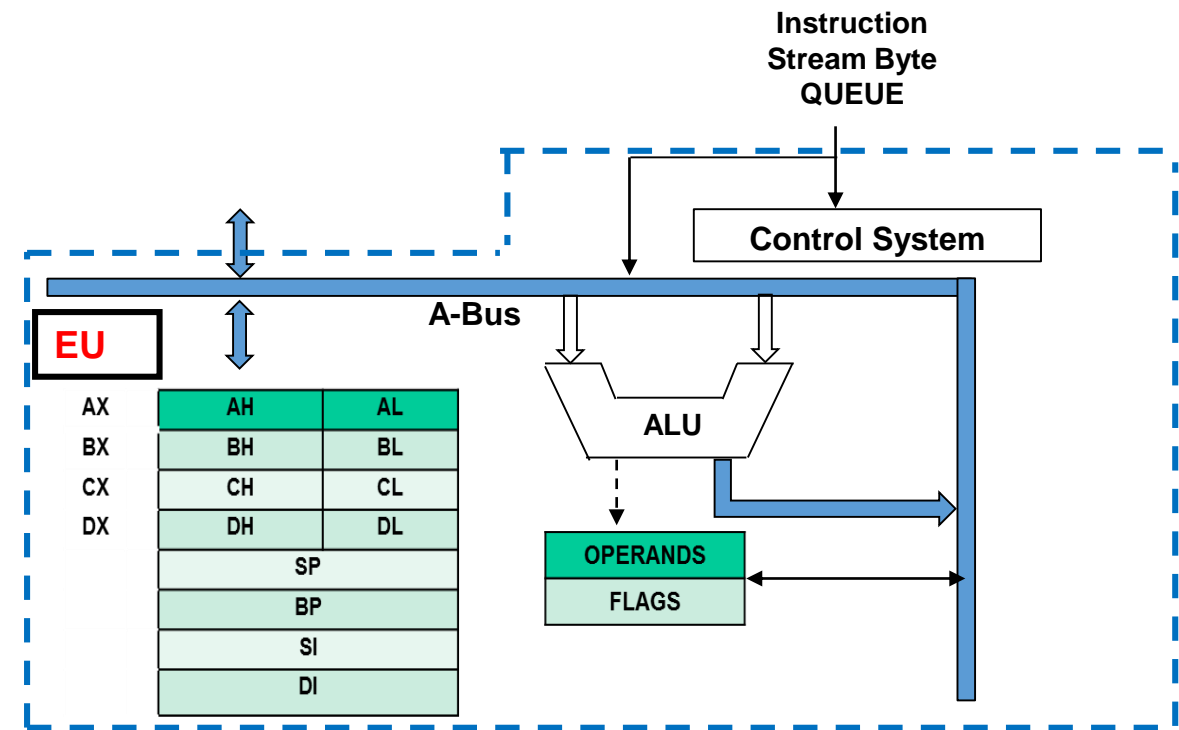 Instruction
Stream Byte
QUEUE
Control System
A-Bus
EU
AX AH AL
BX BH BL
CX CH CL
DX DH DL
SP
BP
SI
DI
ALU
OPERANDS
FLAGS